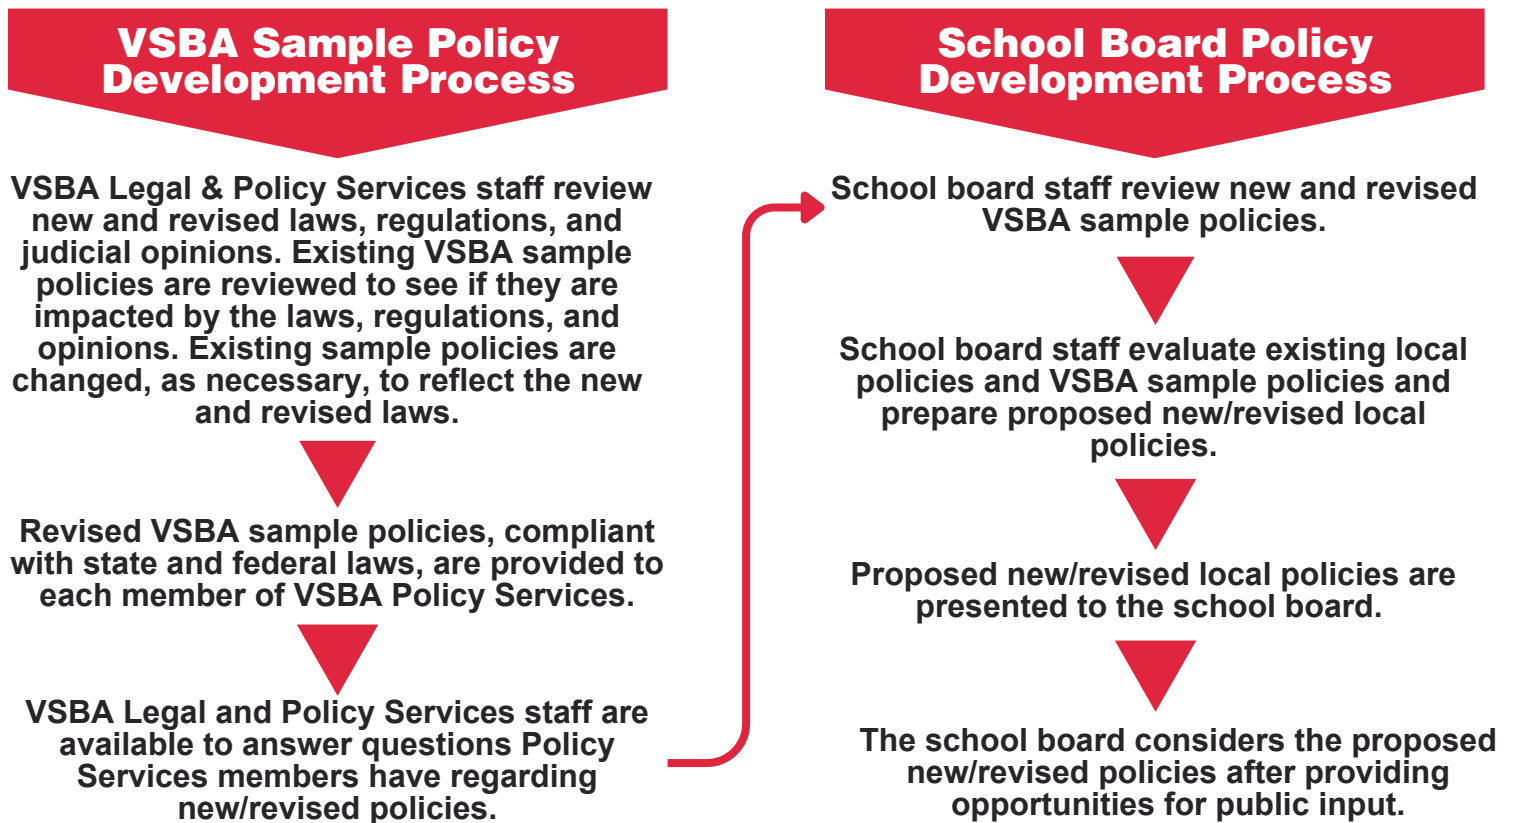 VSBA Sample Policy
Development Process
VSBA Legal & Policy Services staff review
new and revised laws, regulations, and
judicial opinions. Existing VSBA sample
policies are reviewed to see if they are
impacted by the laws, regulations, and
opinions. Existing sample policies are
changed, as necessary, to reflect the new
and revised laws.
Revised VSBA sample policies, compliant
with state and federal laws, are provided to
each member of VSBA Policy Services.
VSBA Legal and Policy Services staff are
available to answer questions Policy
Services members have regarding
new/revised policies.
School Board Policy
Development Process
School board staff review new and revised
VSBA sample policies.
School board staff evaluate existing local
policies and VSBA sample policies and
prepare proposed new/revised local
policies.
Proposed new/revised local policies are
presented to the school board.
The school board considers the proposed
new/revised policies after providing
opportunities for public input.